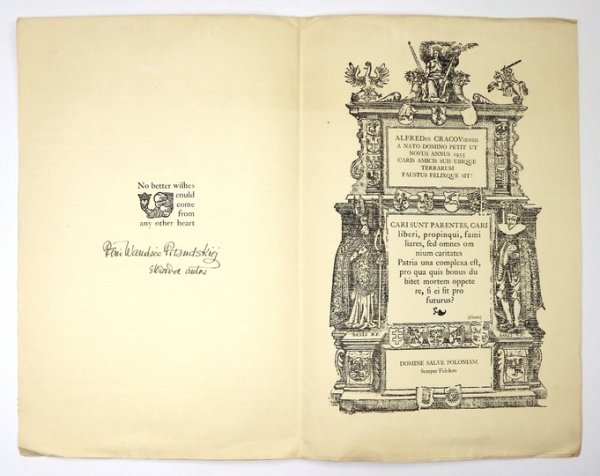 No better wiſhes
could
come
from
any other heart
Pani Wandzie
autor
ALFREDus CRACOViensis
A NATO DOMINO PETIT UT
NOVUS ANNUS 1955
CARIS AMICIS SUIS UBIQUE
TERRARUM
FAUSTUS FELIXQUE SIT!
CARI SUNT PARENTES, CARI
liberi, propinqui, fami
liares, ſed omnes om
nium caritates
Patria una complexa eſt,
pro qua quis bonus du
bitet mortem oppete
re, ſi ei ſit pro
futurus?
(Cicero)
DOMINE SALVE POLONIAM
Semper Fidelem